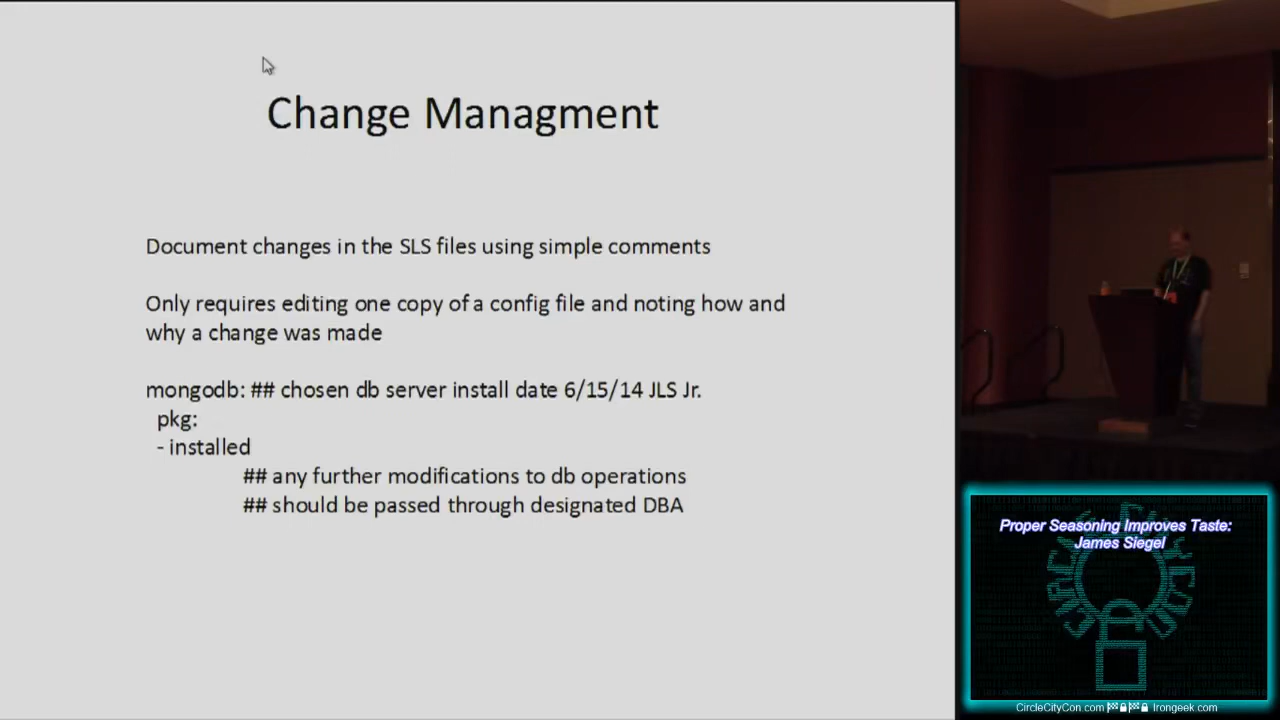 Change Managment
Document changes in the SLS files using simple comments
Only requires editing one copy of a config file and noting how and
why a change was made
mongodb: ## chosen db server install date 6/15/14 JLS Jr.
pkg:
- installed
## any further modifications to db operations
## should be passed through designated DBA
Proper Seasoning Improves Taste:
James Siegel
CircleCityCon.com
Irongeek.com